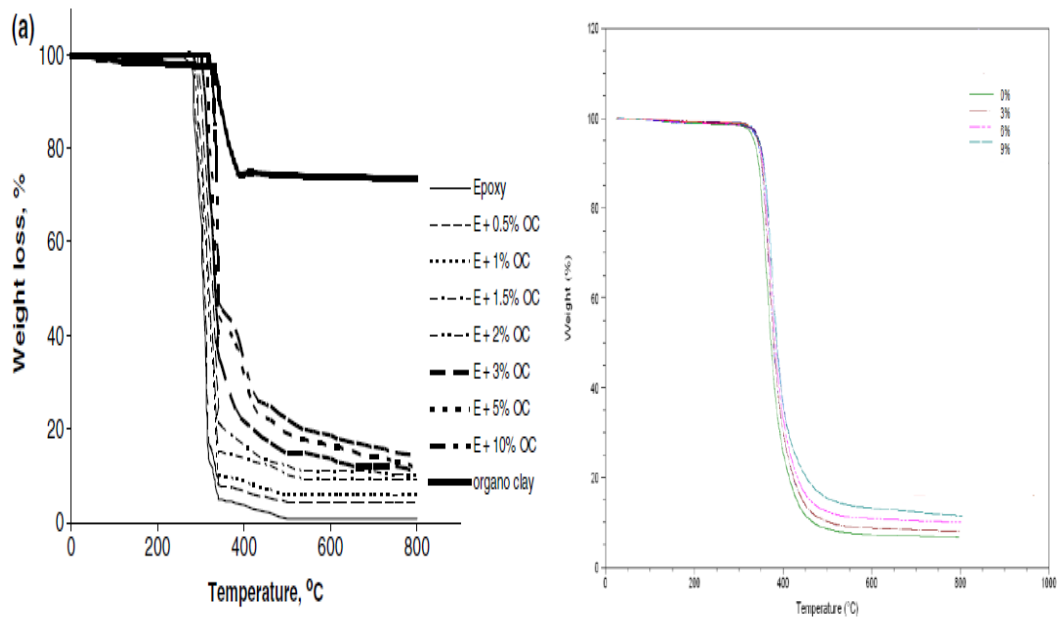 (a)
100
80
60
40
20
0
Weight loss, %
0 200 400 600 800
Temperature, °C
Epoxy
E + 0.5% OC
E + 1% OC
E + 1.5% OC
E + 2% OC
E + 3% OC
E + 5% OC
E + 10% OC
organo clay
120
100
80
60
40
20
0
Weight (%)
0 200 400 600 800 1000
Temperature (°C)
0%
3%
6%
9%